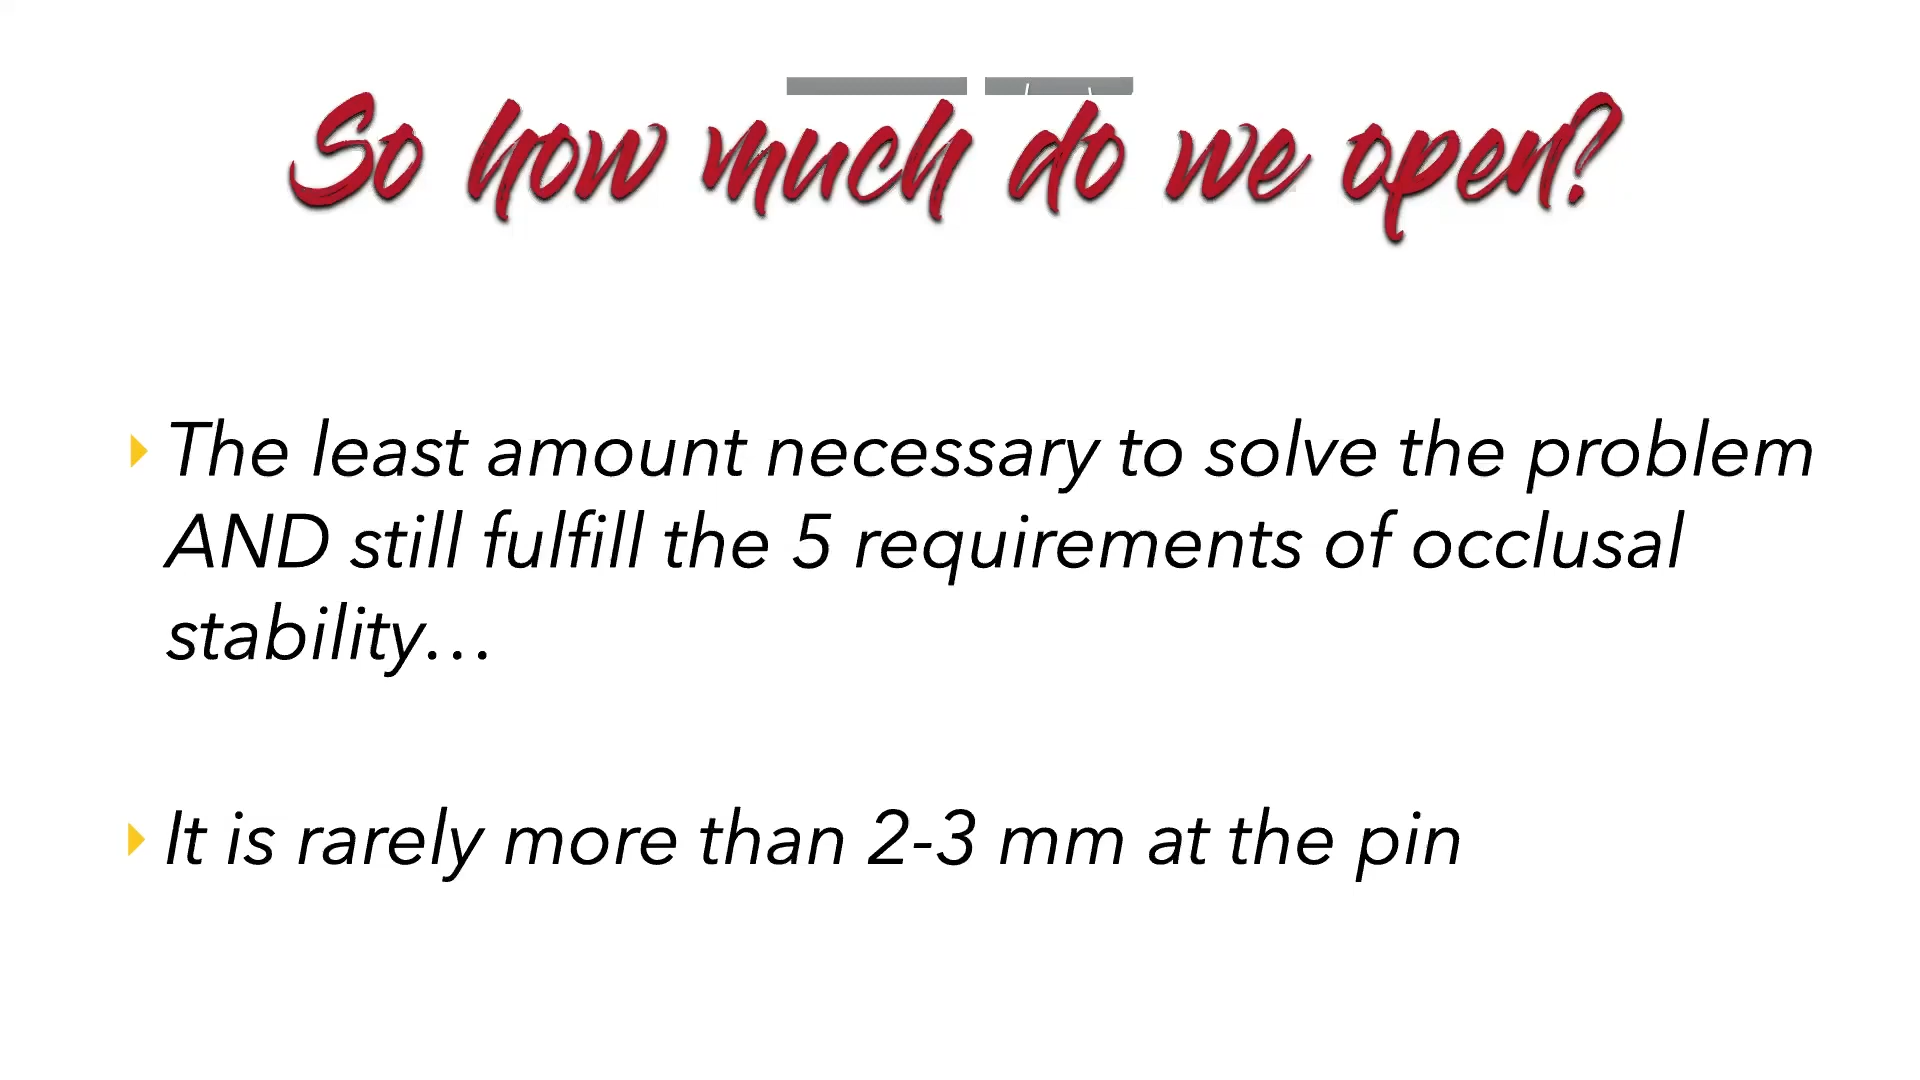 So how much do we open?
The least amount necessary to solve the problem
AND still fulfill the 5 requirements of occlusal
stability…
It is rarely more than 2-3 mm at the pin